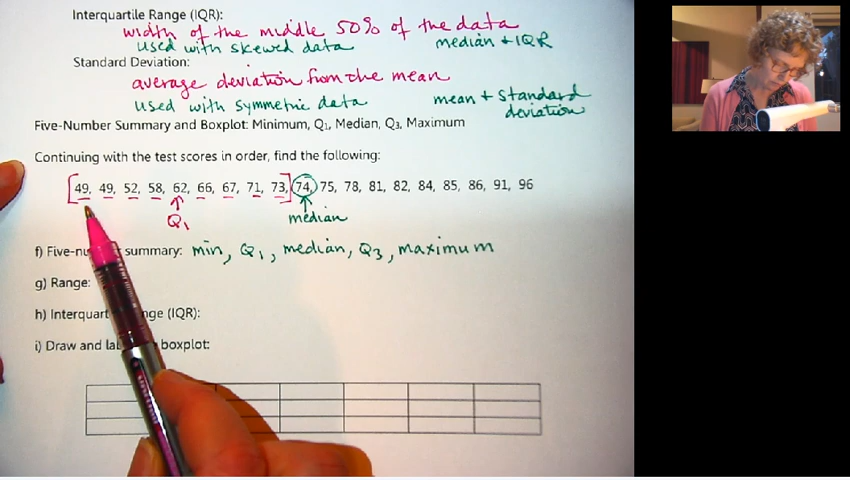 Interquartile Range (IQR):
width of the middle 50% of the data
used with skewed data median + IQR
Standard Deviation:
average deviation from the mean
used with symmetric data mean + standard deviation
Five-Number Summary and Boxplot: Minimum, Q₁, Median, Q₃, Maximum
Continuing with the test scores in order, find the following:
[49, 49, 52, 58, 62, 66, 67, 71, 73,] 74, 75, 78, 81, 82, 84, 85, 86, 91, 96
Q₁ median
f) Five-nu summary: min, Q₁, median, Q₃, maximum
g) Range:
h) Interquart nge (IQR):
i) Draw and la boxplot: